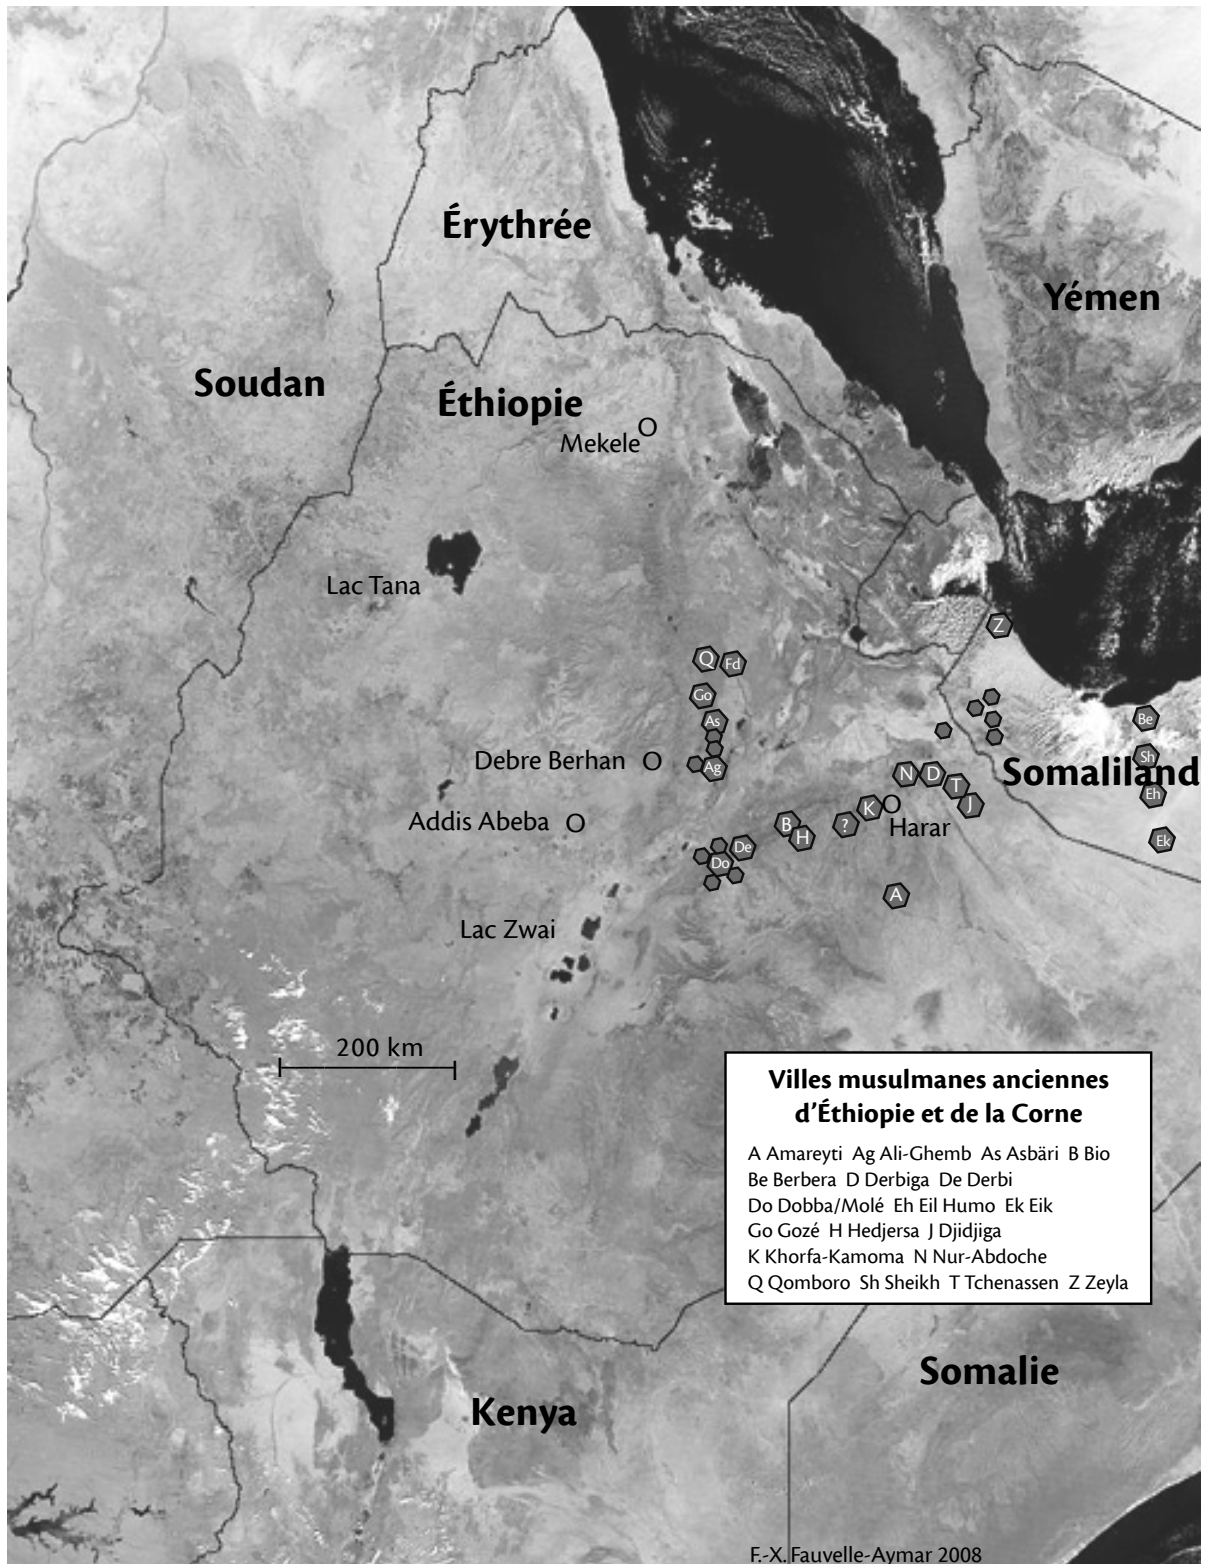 Érythrée
Yémen
Soudan
Éthiopie
Mekele
Lac Tana
Z
Q
Fd
Go
As
Be
Debre Berhan
Ag
Sh
Somaliland
N
D
T
Eh
J
K
Harar
Addis Abeba
B
H
?
Ek
De
Do
A
Lac Zwai
200 km
Villes musulmanes anciennes
d’Éthiopie et de la Corne
A Amareyti Ag Ali-Ghemb As Asbäri B Bio
Be Berbera D Derbiga De Derbi
Do Dobba/Molé Eh Eil Humo Ek Eik
Go Gozé H Hedjersa J Djidjiga
K Khorfa-Kamoma N Nur-Abdoche
Q Qomboro Sh Sheikh T Tchenassen Z Zeyla
Somalie
Kenya
F.-X. Fauvelle-Aymar 2008